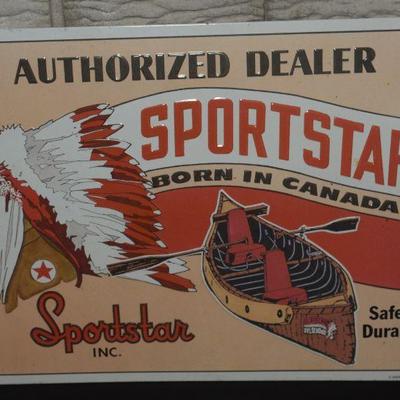 AUTHORIZED DEALER
SPORTSTAR
BORN IN CANADA
Sportstar
INC.
Safe
Dura